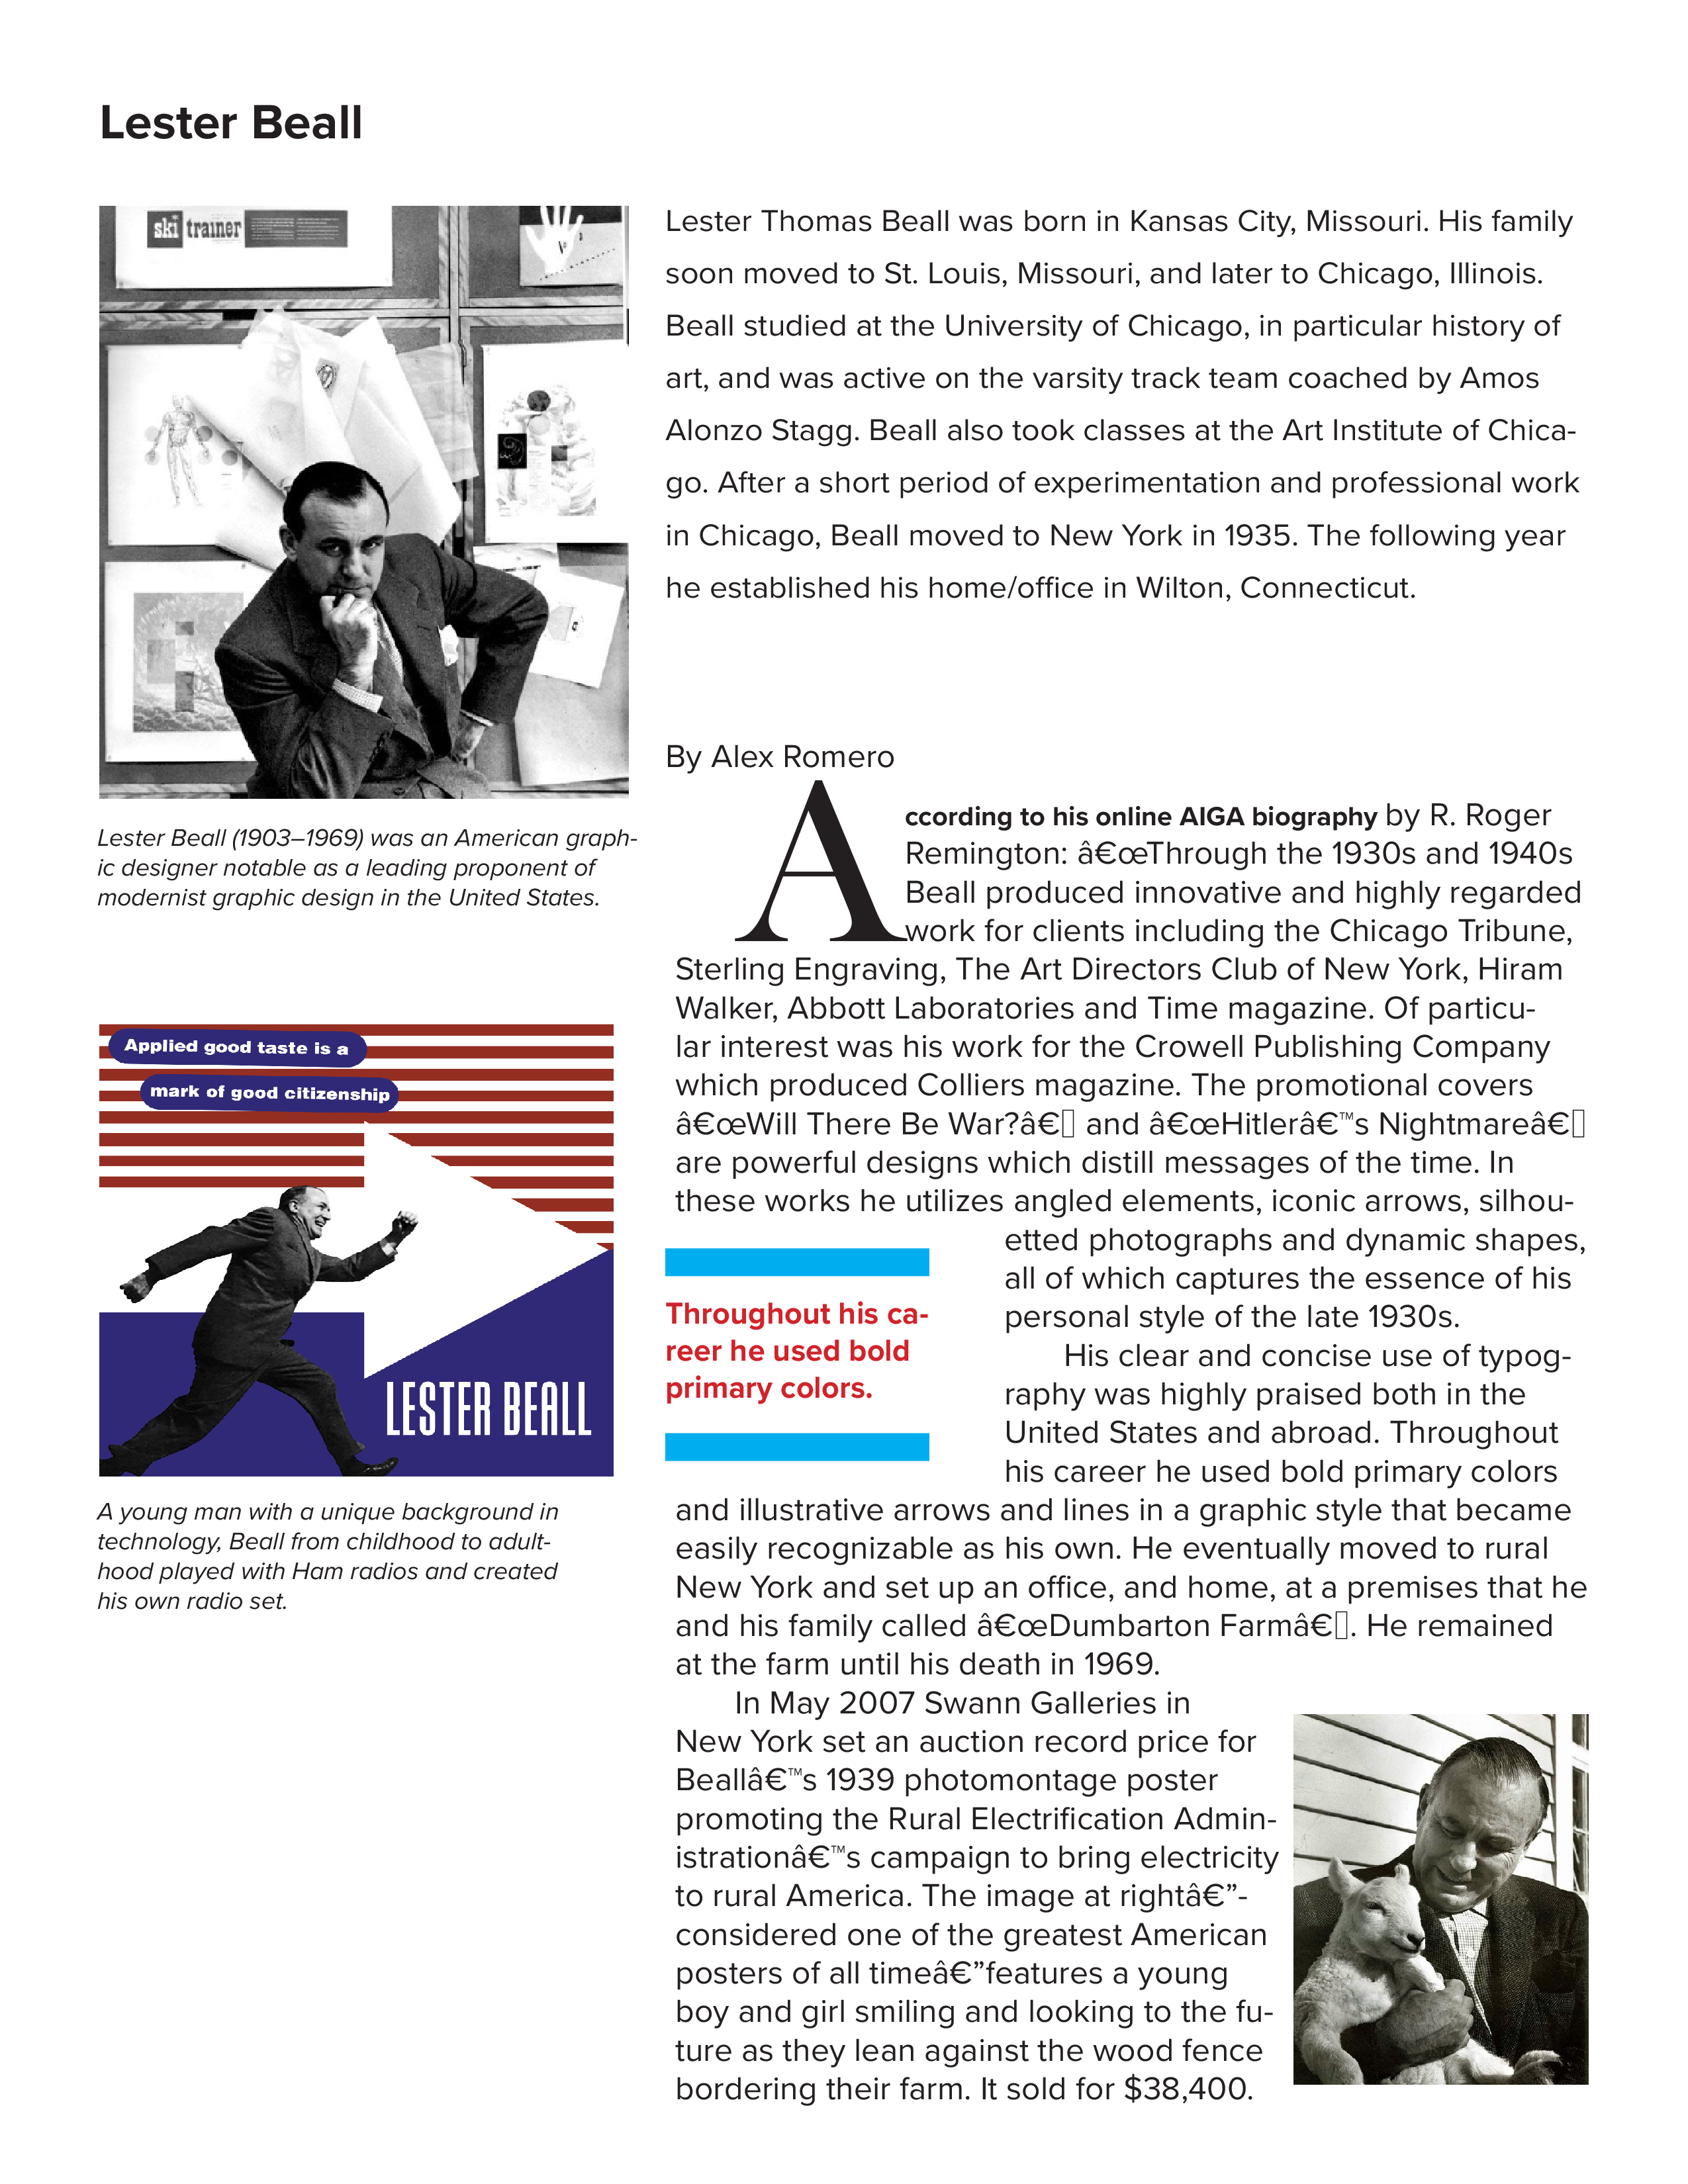 Lester Beall
ski trainer
Lester Beall (1903–1969) was an American graph-
ic designer notable as a leading proponent of
modernist graphic design in the United States.
Applied good taste is a
mark of good citizenship
LESTER BEALL
A young man with a unique background in
technology, Beall from childhood to adult-
hood played with Ham radios and created
his own radio set.
Lester Thomas Beall was born in Kansas City, Missouri. His family
soon moved to St. Louis, Missouri, and later to Chicago, Illinois.
Beall studied at the University of Chicago, in particular history of
art, and was active on the varsity track team coached by Amos
Alonzo Stagg. Beall also took classes at the Art Institute of Chica-
go. After a short period of experimentation and professional work
in Chicago, Beall moved to New York in 1935. The following year
he established his home/office in Wilton, Connecticut.
By Alex Romero
According to his online AIGA biography by R. Roger
Remington: â€œThrough the 1930s and 1940s
Beall produced innovative and highly regarded
work for clients including the Chicago Tribune,
Sterling Engraving, The Art Directors Club of New York, Hiram
Walker, Abbott Laboratories and Time magazine. Of particu-
lar interest was his work for the Crowell Publishing Company
which produced Colliers magazine. The promotional covers
â€œWill There Be War?â€▯ and â€œHitlerâ€™s Nightmareâ€▯
are powerful designs which distill messages of the time. In
these works he utilizes angled elements, iconic arrows, silhou-
etted photographs and dynamic shapes,
all of which captures the essence of his
personal style of the late 1930s.
Throughout his ca-
reer he used bold
primary colors.
His clear and concise use of typog-
raphy was highly praised both in the
United States and abroad. Throughout
his career he used bold primary colors
and illustrative arrows and lines in a graphic style that became
easily recognizable as his own. He eventually moved to rural
New York and set up an office, and home, at a premises that he
and his family called â€œDumbarton Farmâ€▯. He remained
at the farm until his death in 1969.
In May 2007 Swann Galleries in
New York set an auction record price for
Beallâ€™s 1939 photomontage poster
promoting the Rural Electrification Admin-
istrationâ€™s campaign to bring electricity
to rural America. The image at rightâ€”-
considered one of the greatest American
posters of all timeâ€”features a young
boy and girl smiling and looking to the fu-
ture as they lean against the wood fence
bordering their farm. It sold for $38,400.